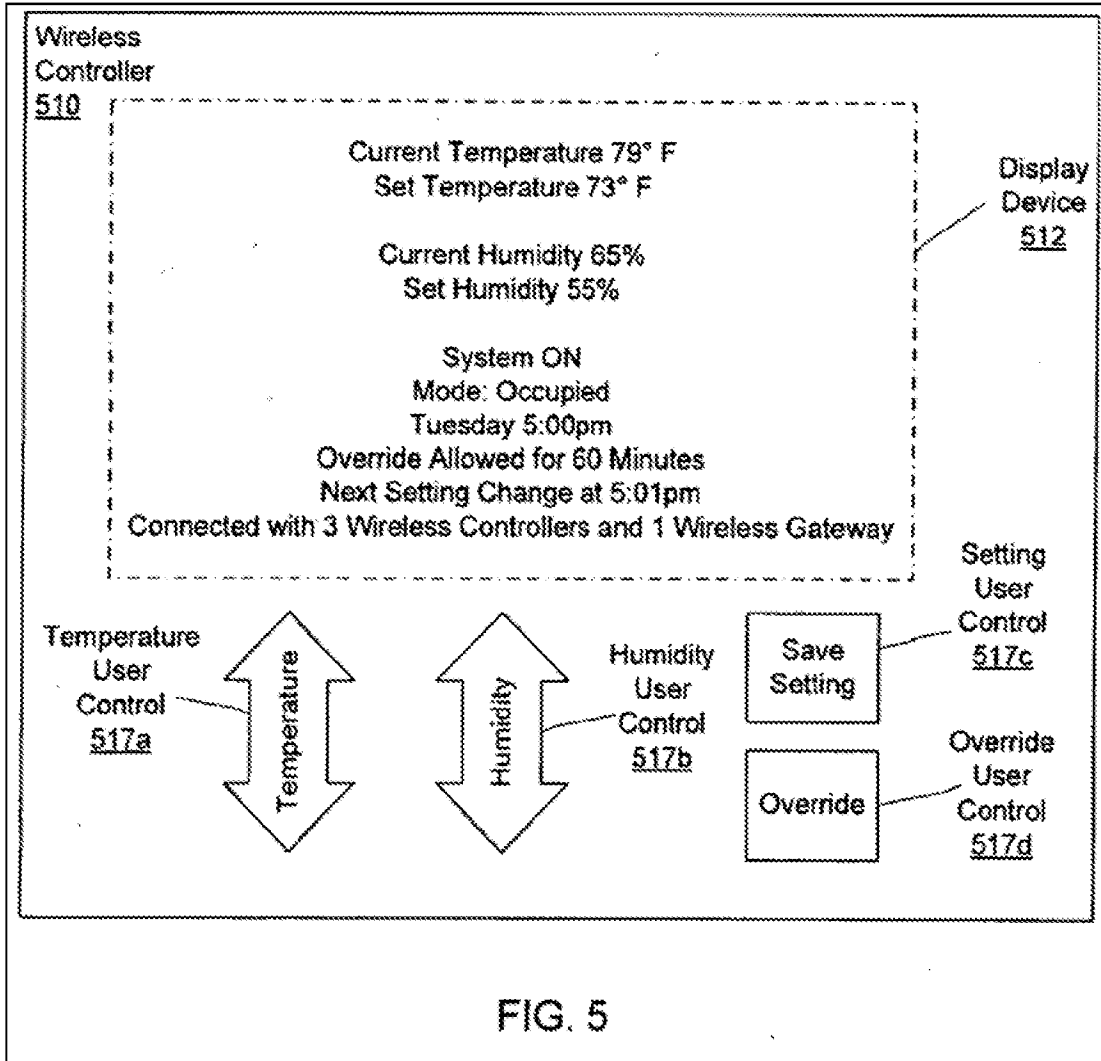 Wireless
Controller
510
Current Temperature 79° F
Set Temperature 73° F
Current Humidity 65%
Set Humidity 55%
System ON
Mode: Occupied
Tuesday 5:00pm
Override Allowed for 60 Minutes
Next Setting Change at 5:01pm
Connected with 3 Wireless Controllers and 1 Wireless Gateway
Display
Device
512
Temperature
User
Control
517a
Temperature
Humidity
Humidity
User
Control
517b
Save
Setting
Setting
User
Control
517c
Override
Override
User
Control
517d
FIG. 5